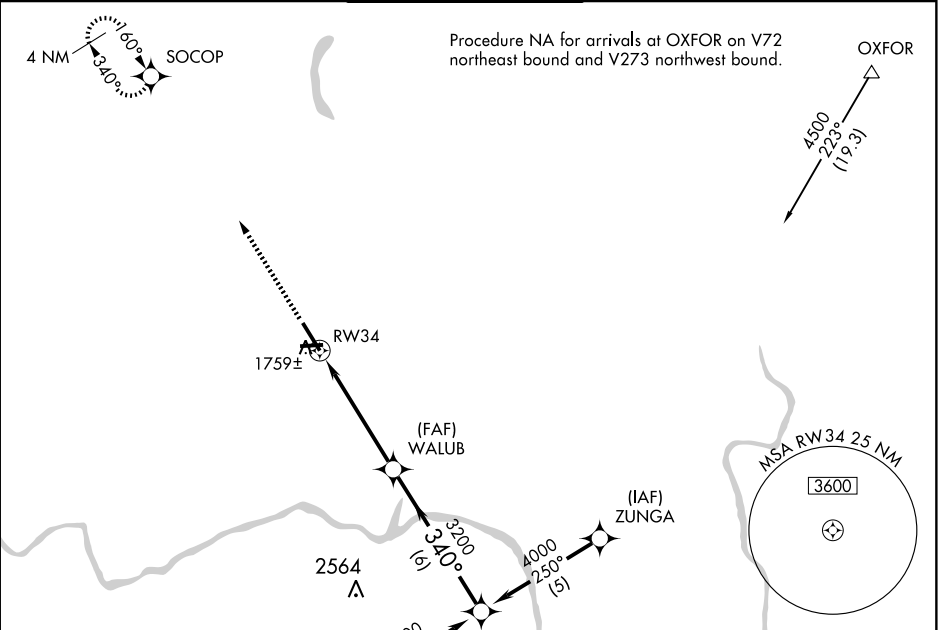 160°
4 NM
SOCOP
340°
Procedure NA for arrivals at OXFOR on V72
northeast bound and V273 northwest bound.
OXFOR
4500
223°
(19.3)
RW34
1759±
(FAF)
WALUB
MSA RW34 25 NM
3600
(IAF)
ZUNGA
3200
340°
(6)
4000
250°
(5)
2564